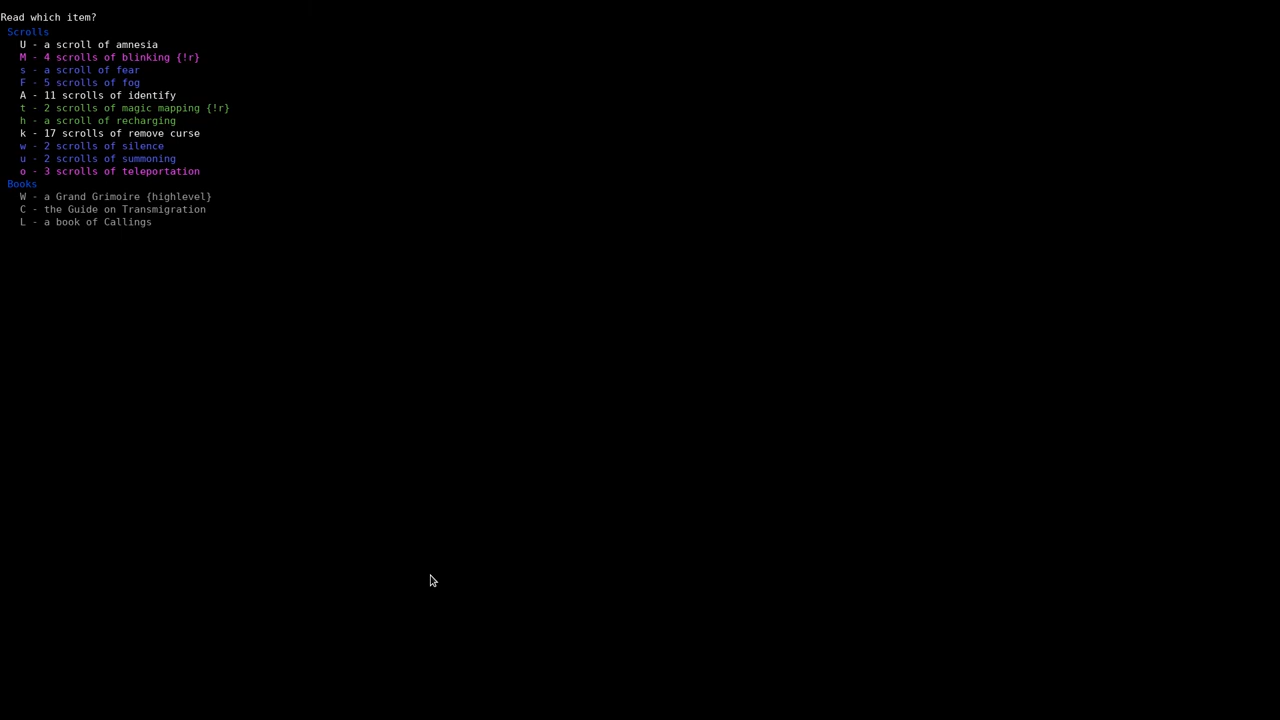 Read which item?
Scrolls
U - a scroll of amnesia
M - 4 scrolls of blinking {!r}
s - a scroll of fear
F - 5 scrolls of fog
A - 11 scrolls of identify
t - 2 scrolls of magic mapping {!r}
h - a scroll of recharging
k - 17 scrolls of remove curse
w - 2 scrolls of silence
u - 2 scrolls of summoning
o - 3 scrolls of teleportation
Books
W - a Grand Grimoire {highlevel}
C - the Guide on Transmigration
L - a book of Callings